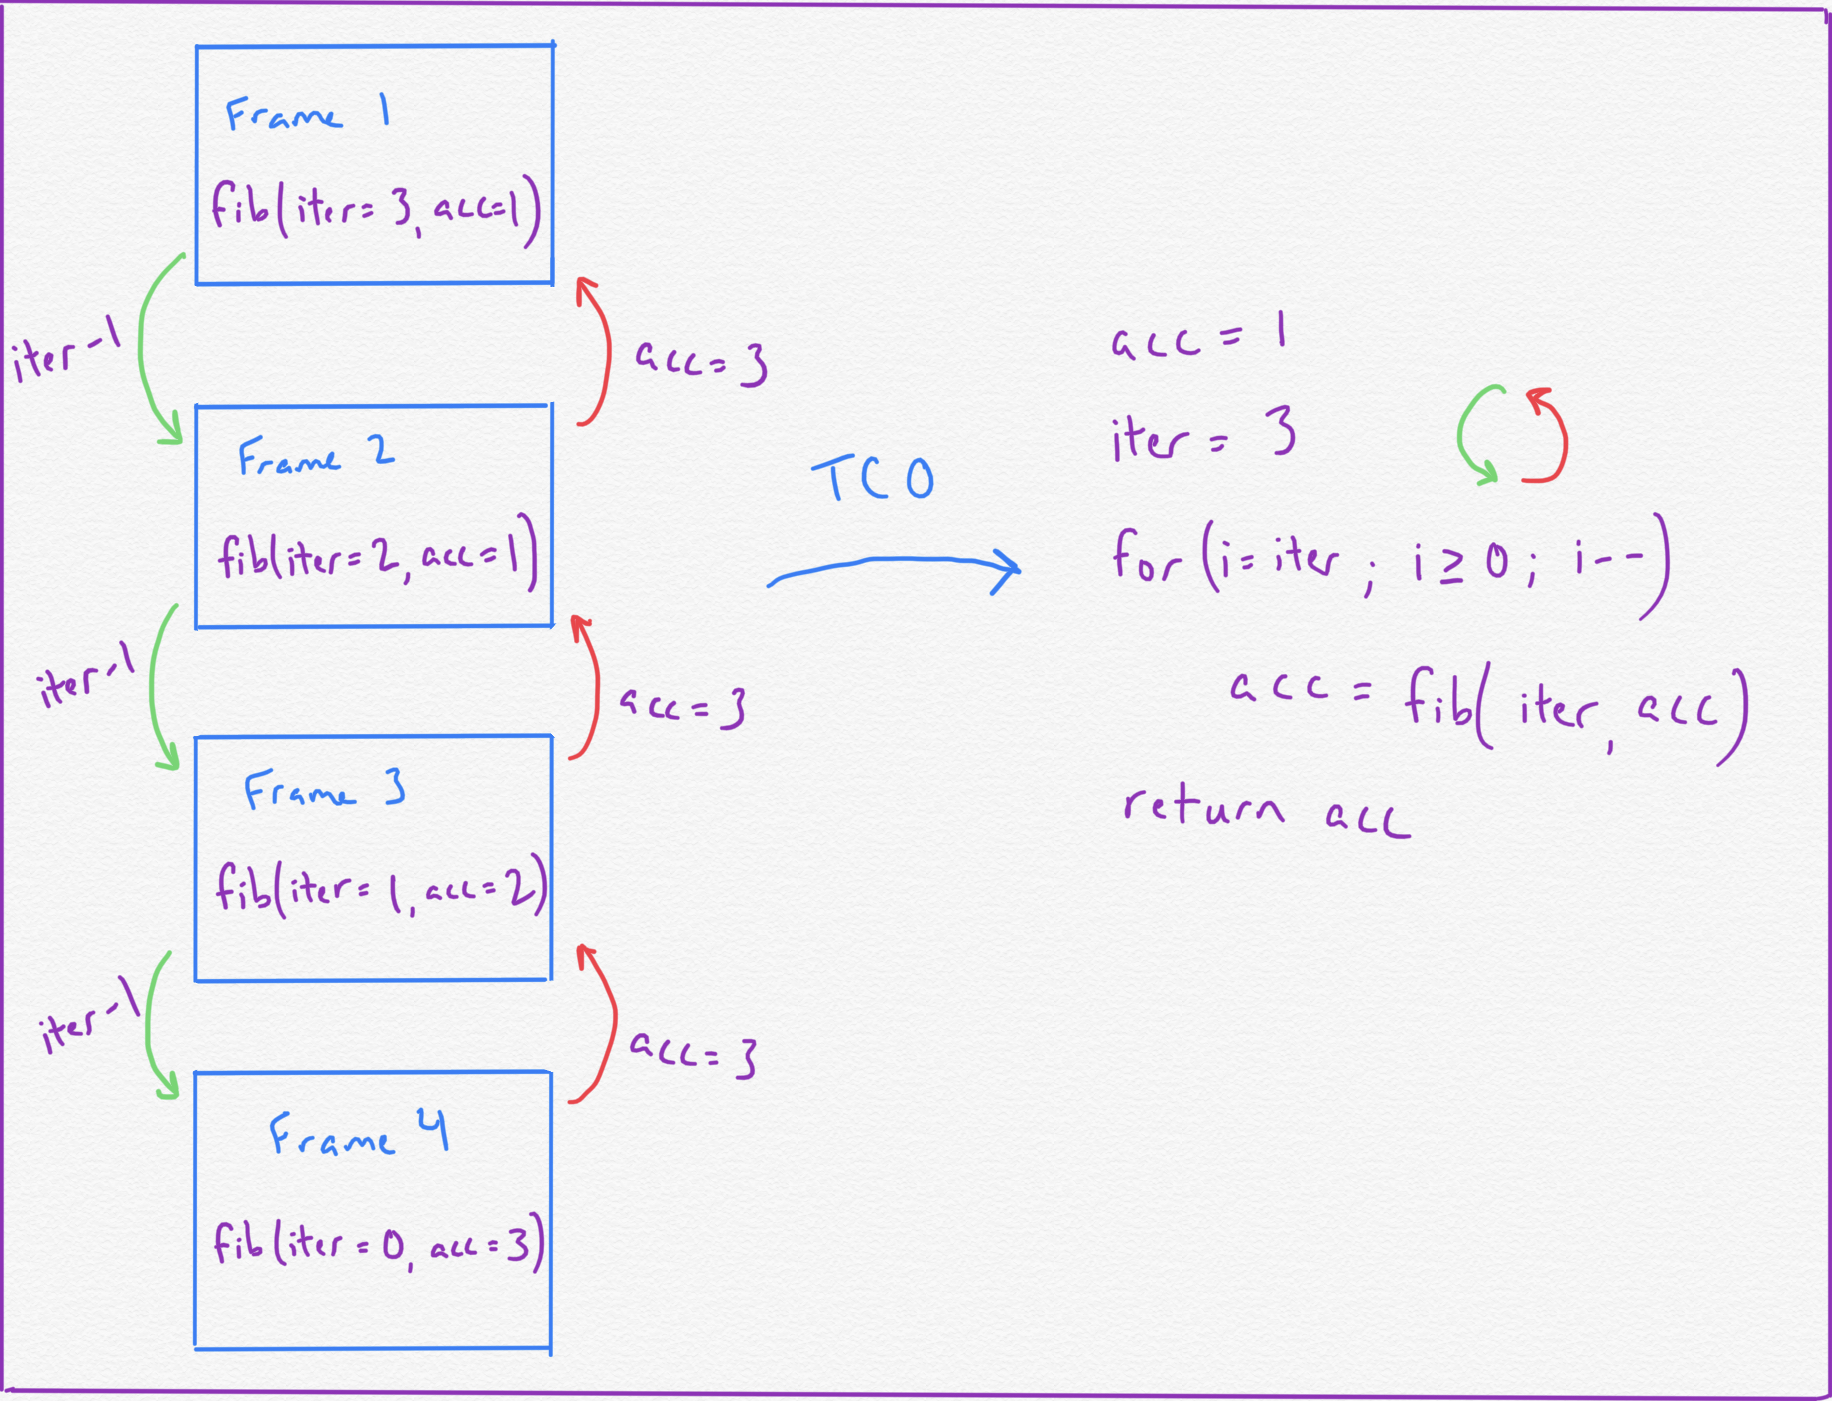 Frame 1
fib(iter=3, acc=1)
iter-1
acc=3
Frame 2
fib(iter=2, acc=1)
iter-1
acc=3
Frame 3
fib(iter=1, acc=2)
iter-1
acc=3
Frame 4
fib(iter=0, acc=3)
TCO
acc = 1
iter = 3
for(i=iter; i≥0; i--)
acc = fib(iter, acc)
return acc